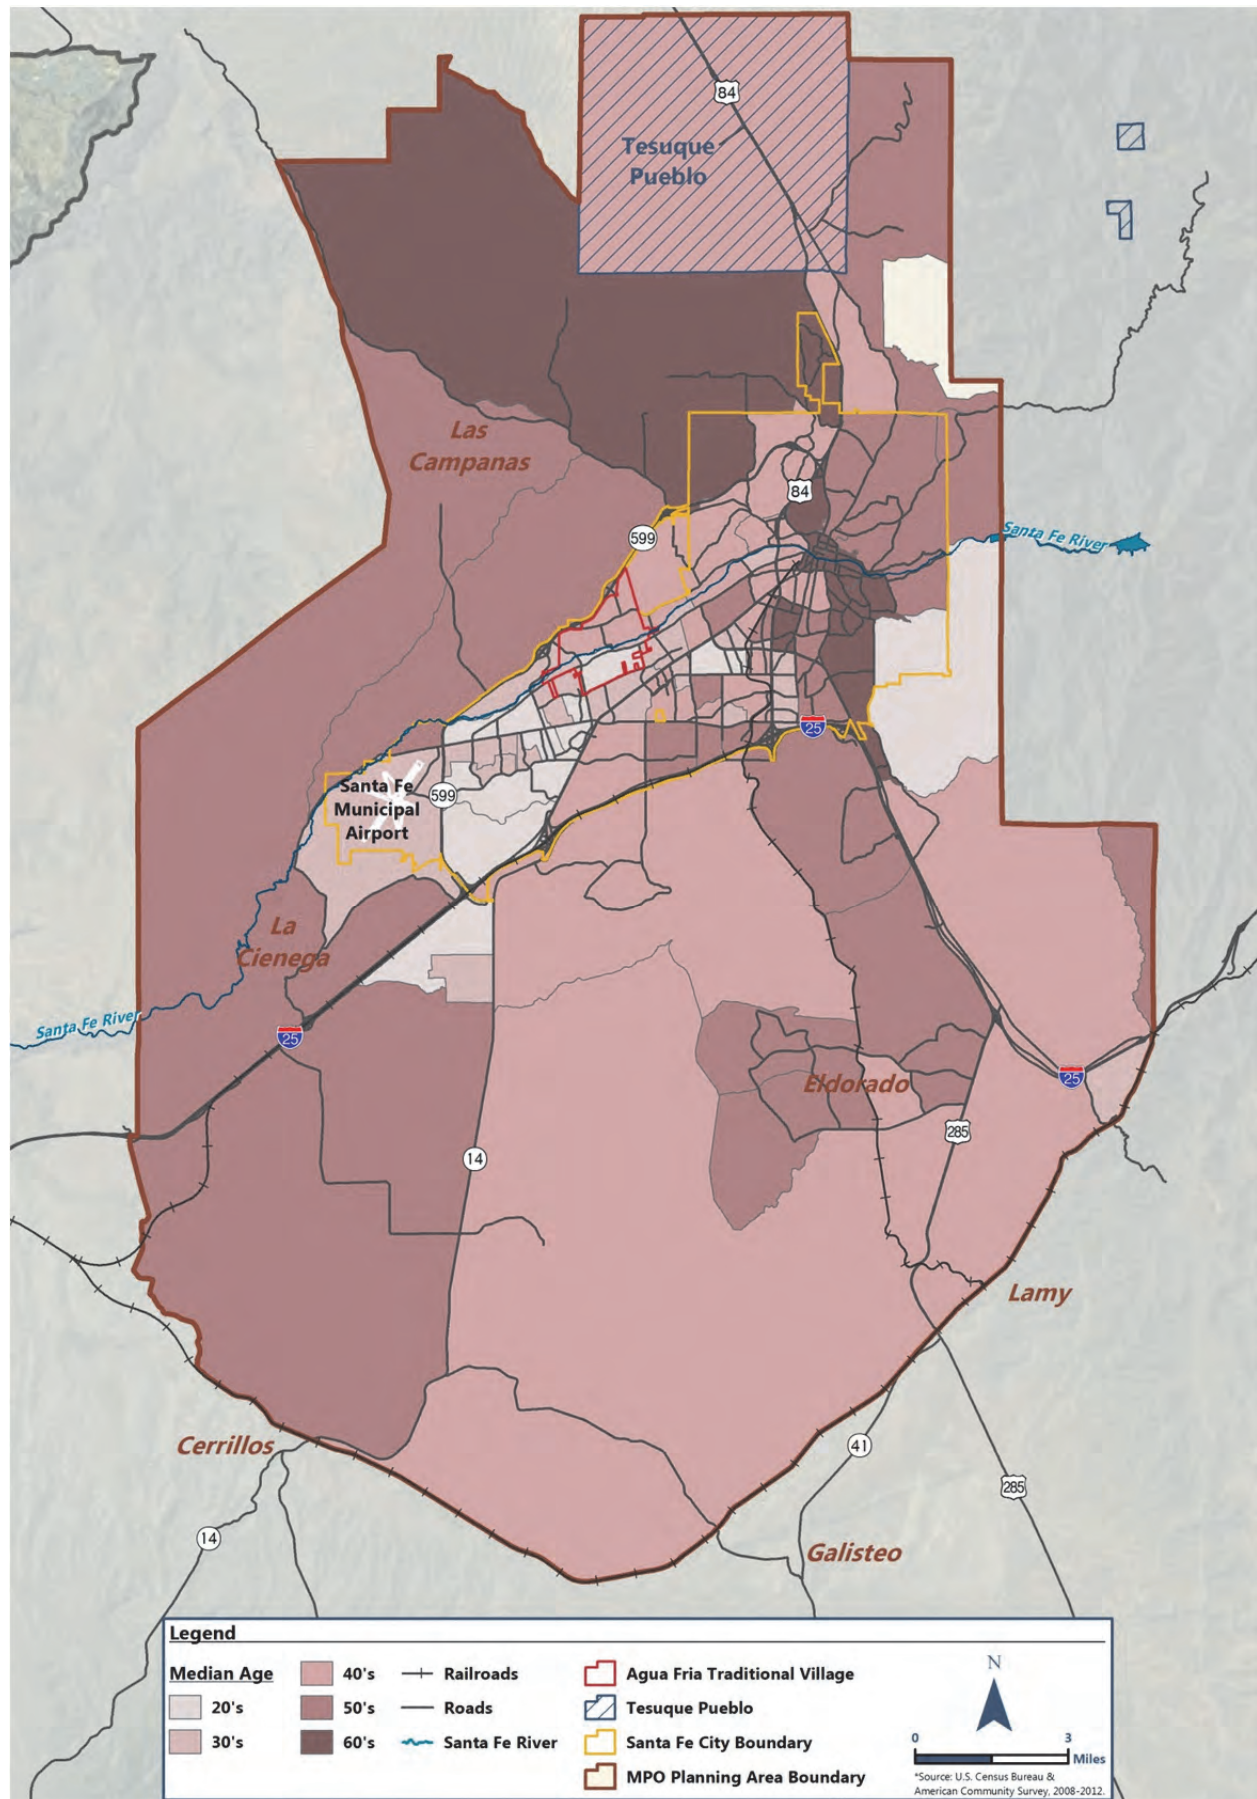 84
Tesuque
Pueblo
Las
Campanas
84
599
Santa Fe River
25
Santa Fe
Municipal
Airport
599
La
Cienega
Santa Fe River
25
Eldorado
25
285
14
Lamy
Cerrillos
41
285
14
Galisteo
Legend
Median Age
20's
30's
40's
50's
60's
Railroads
Roads
Santa Fe River
Agua Fria Traditional Village
Tesuque Pueblo
Santa Fe City Boundary
MPO Planning Area Boundary
N
0 3
Miles
*Source: U.S. Census Bureau &
American Community Survey, 2008-2012.